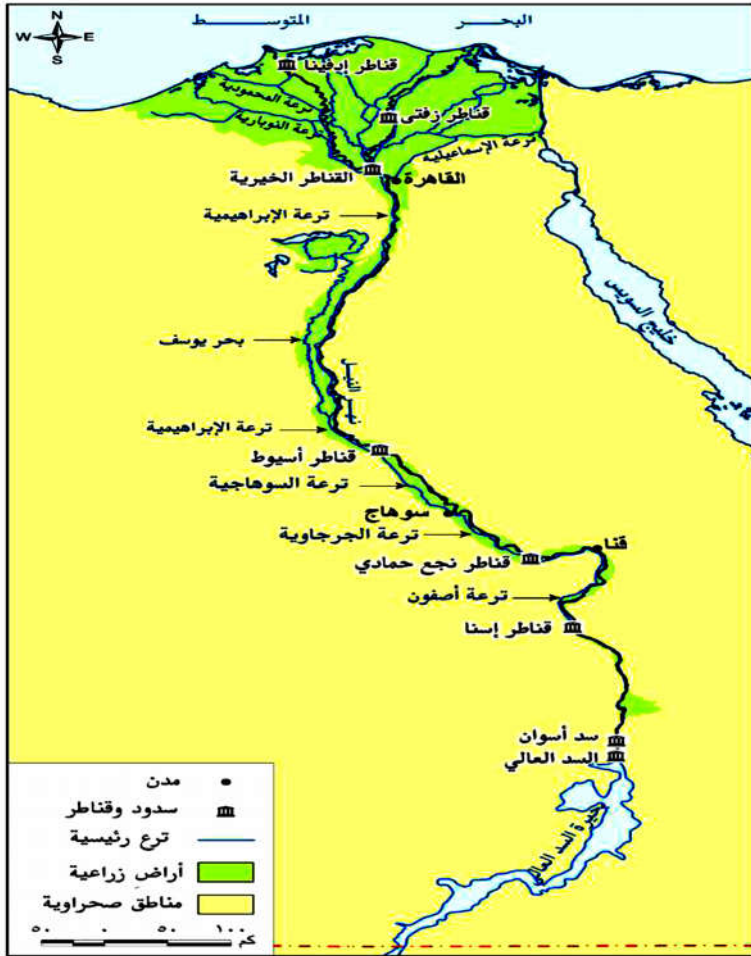 البحر المتوسط
N
W E
S
قناطر إدفينا
ترعة المحمودية
قناطر زفتى
ترعة النوبارية
ترعة الإسماعيلية
القناطر الخيرية
القاهرة
ترعة الإبراهيمية
خليج السويس
بحر يوسف
نهر النيل
ترعة الإبراهيمية
قناطر أسيوط
ترعة السوهاجية
سوهاج
ترعة الجرجاوية
قنا
قناطر نجع حمادي
ترعة أصفون
قناطر إسنا
سد أسوان
السد العالي
بحيرة السد العالي
مدن
سدود وقناطر
ترع رئيسية
أراض زراعية
مناطق صحراوية
٥٠ ٠ ٥٠ ١٠٠ كم